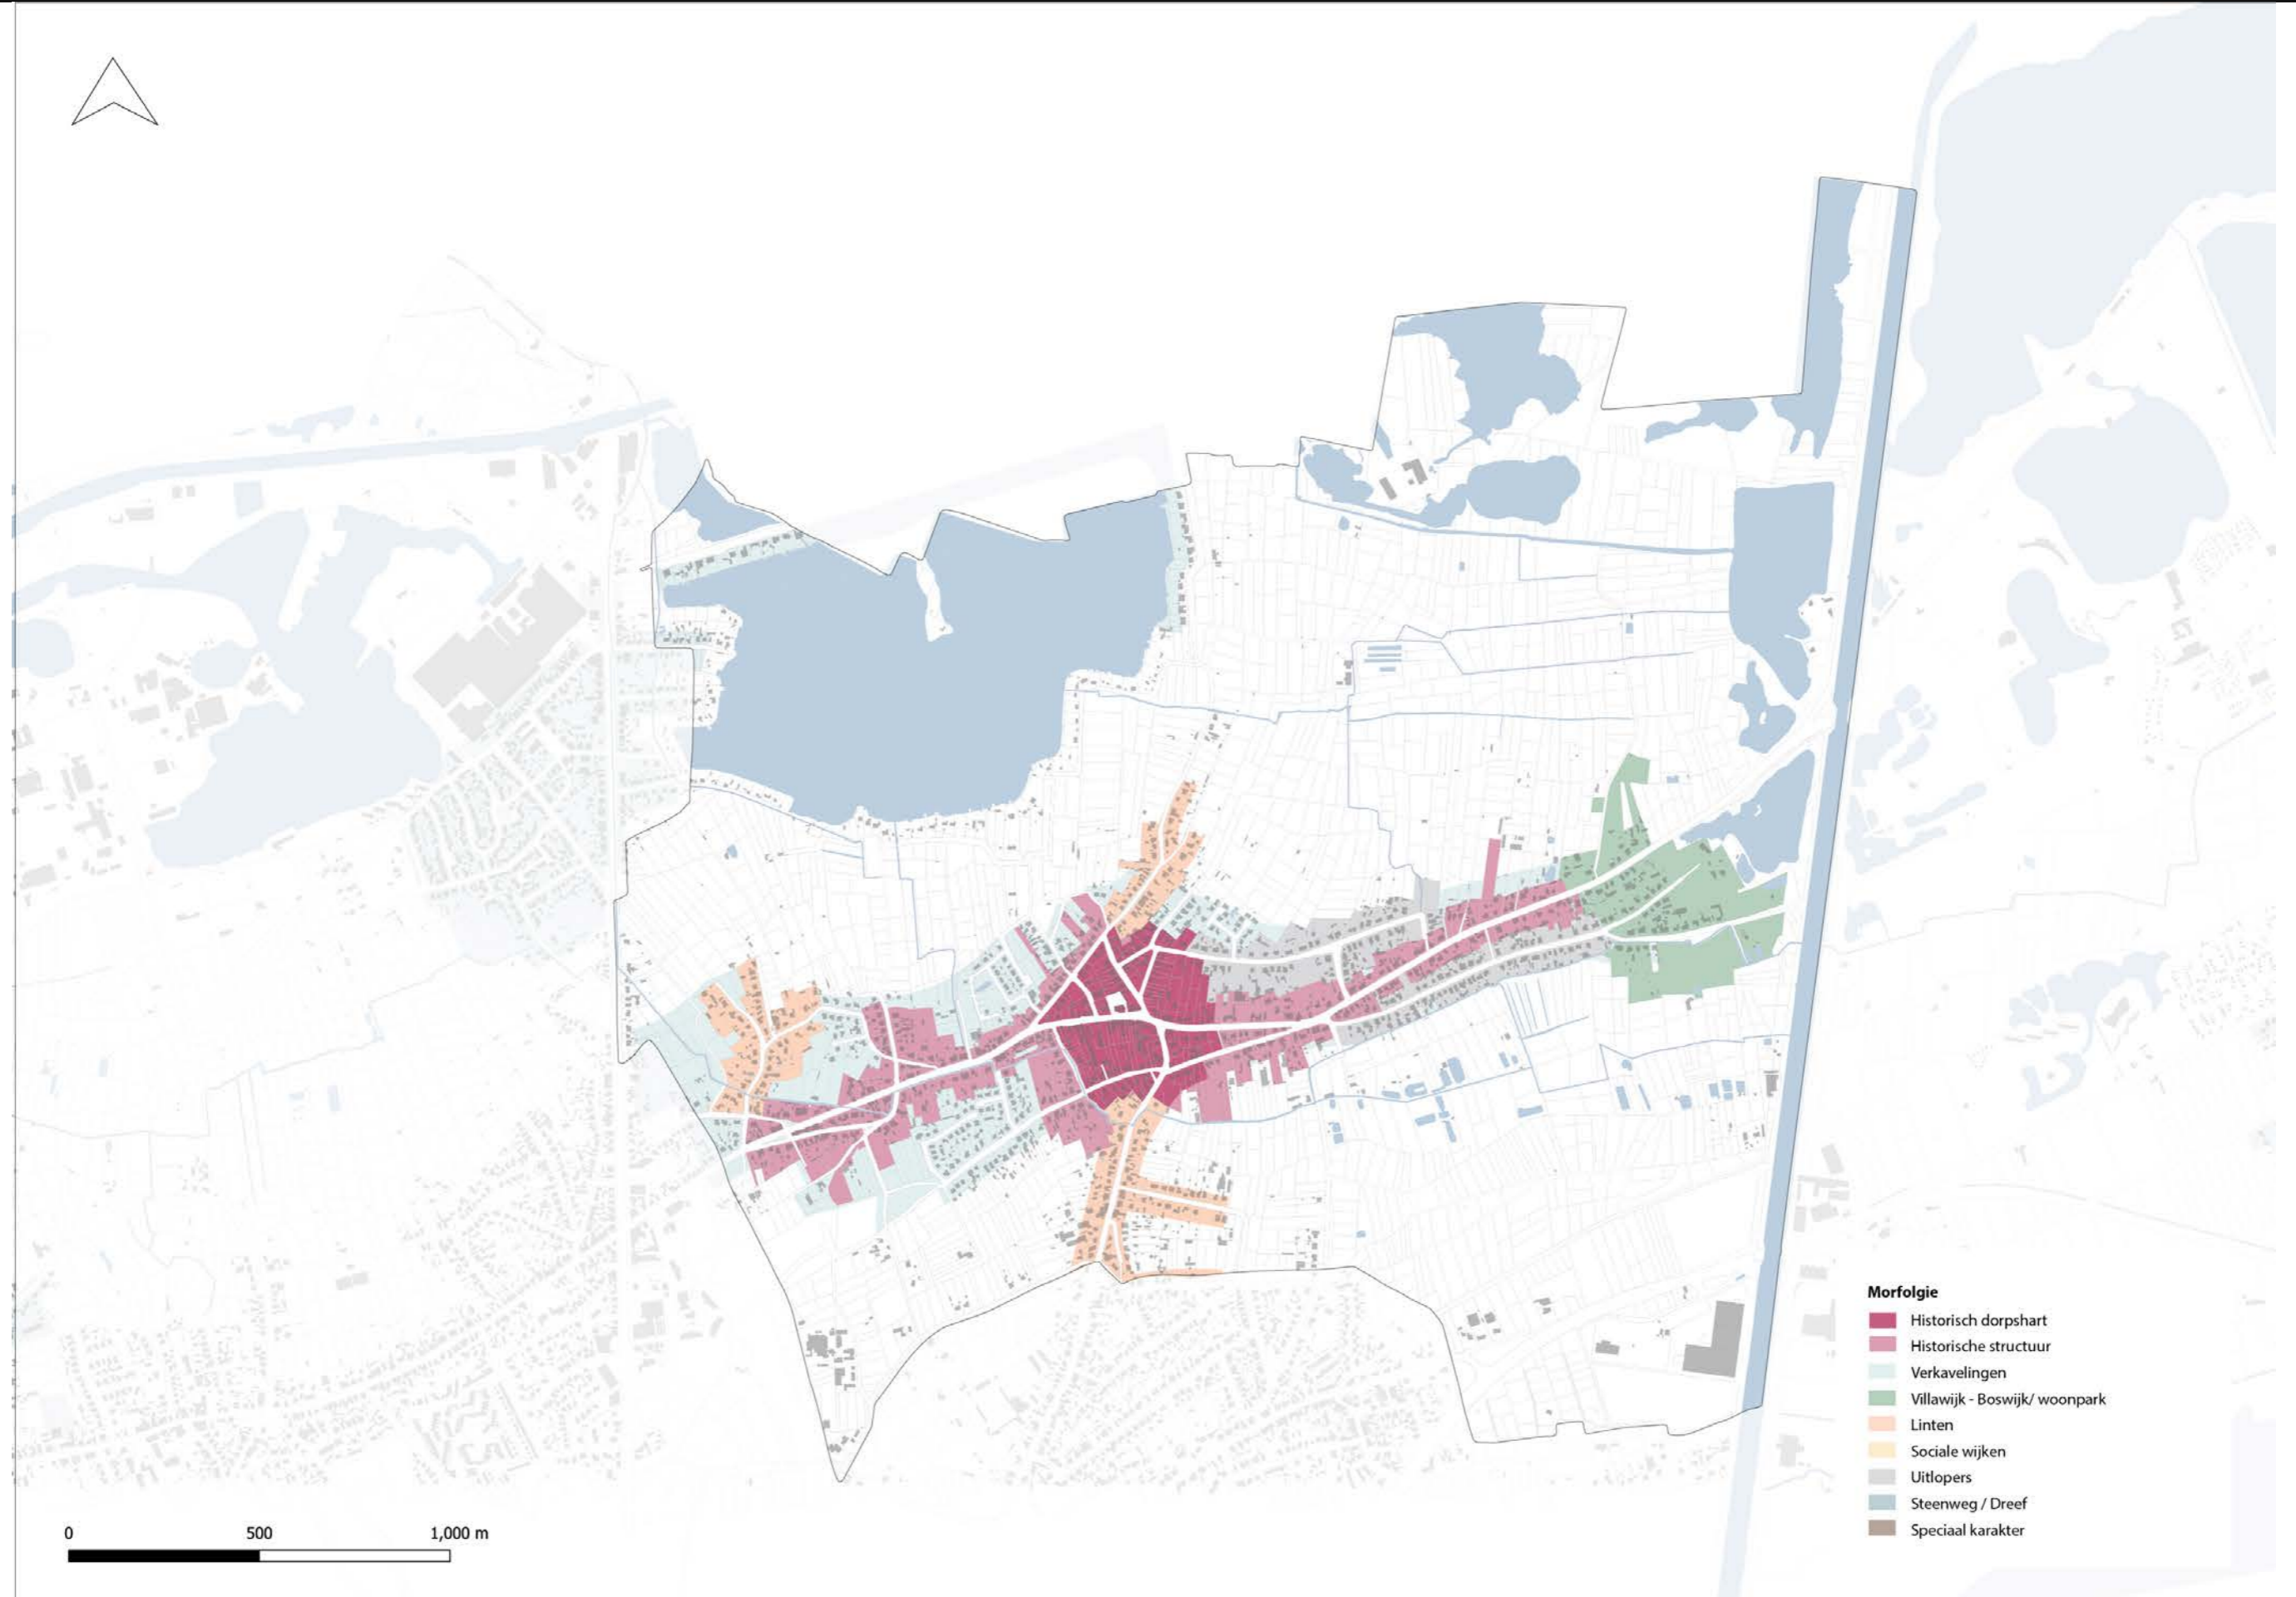 Morfolgie
Historisch dorpshart
Historische structuur
Verkavelingen
Villawijk - Boswijk/ woonpark
Linten
Sociale wijken
Uitlopers
Steenweg / Dreef
Speciaal karakter
0 500 1,000 m